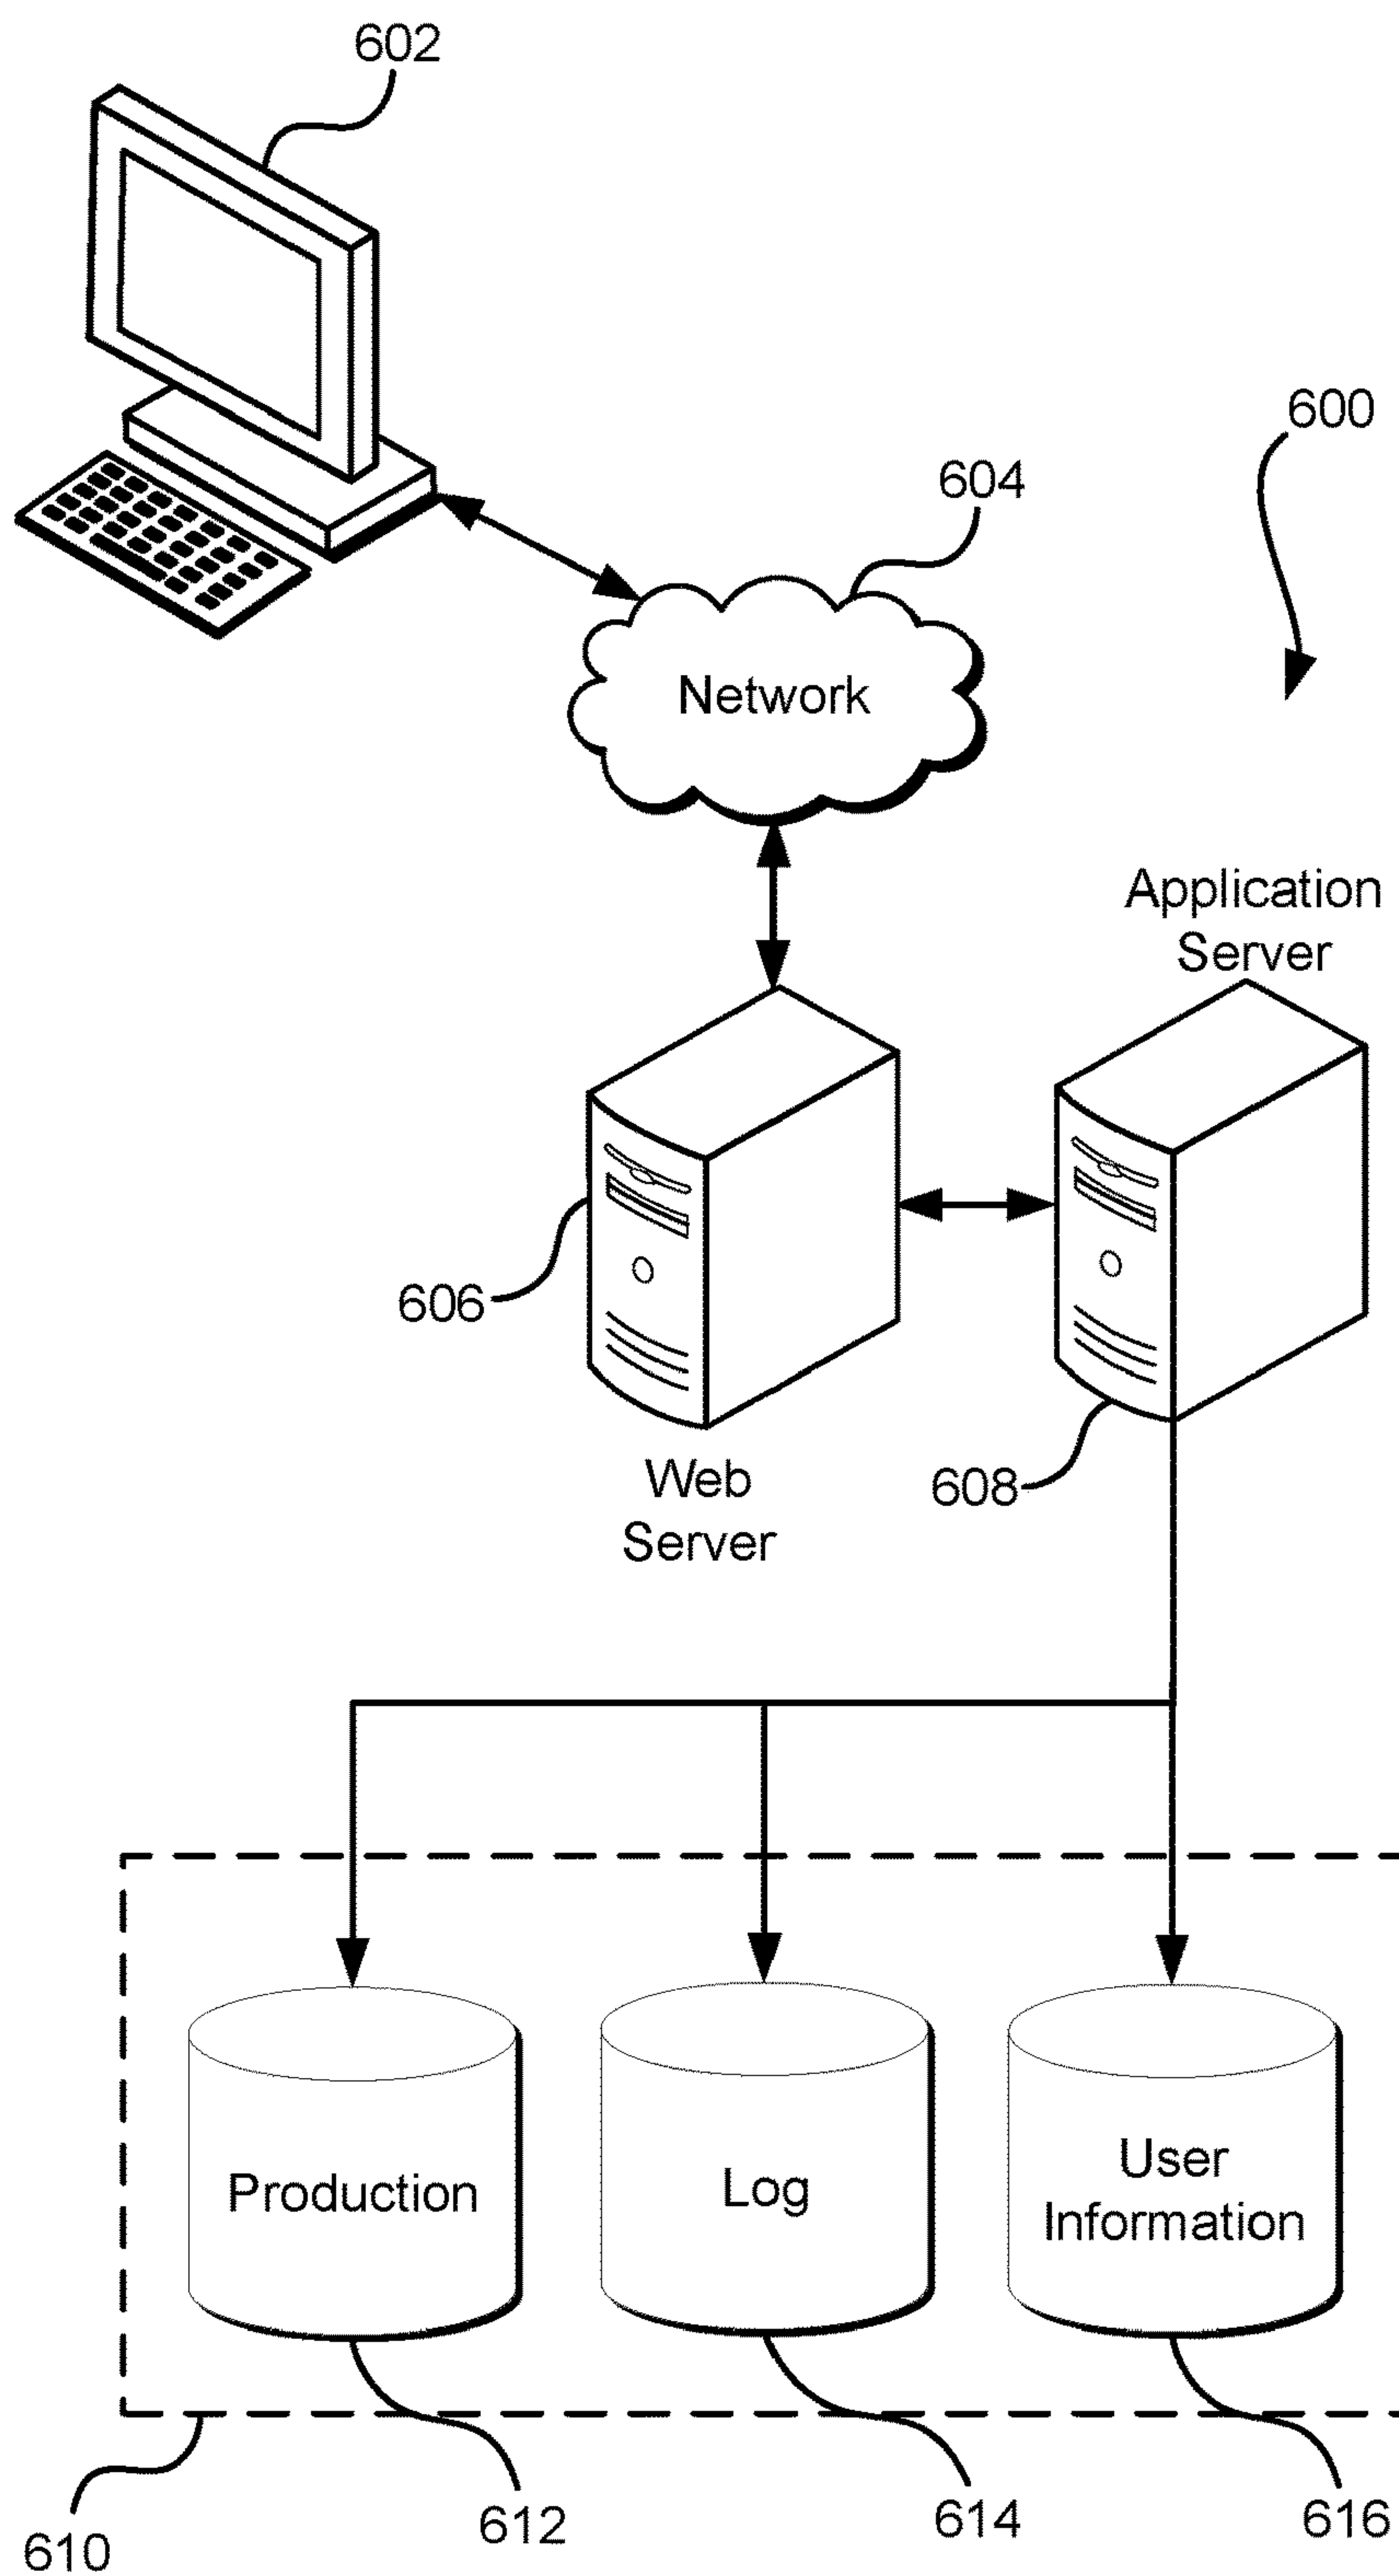 602
600
604
Network
Application
Server
606
608
Web
Server
Production
Log
User
Information
610
612
614
616